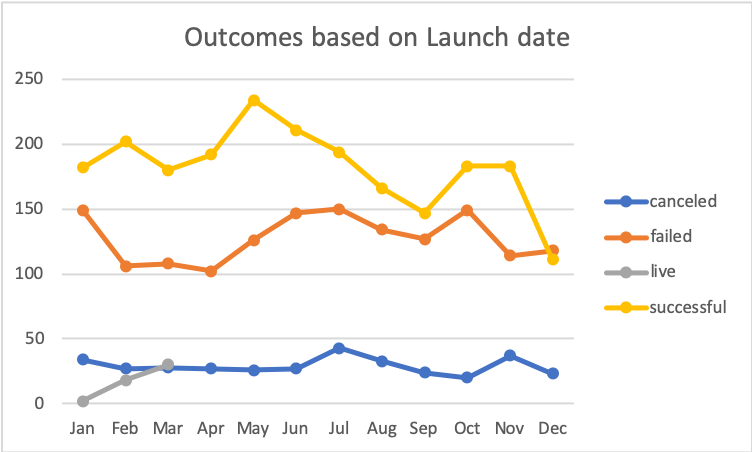 Outcomes based on Launch date
250
200
150
100
50
0
Jan Feb Mar Apr May Jun Jul Aug Sep Oct Nov Dec
canceled
failed
live
successful